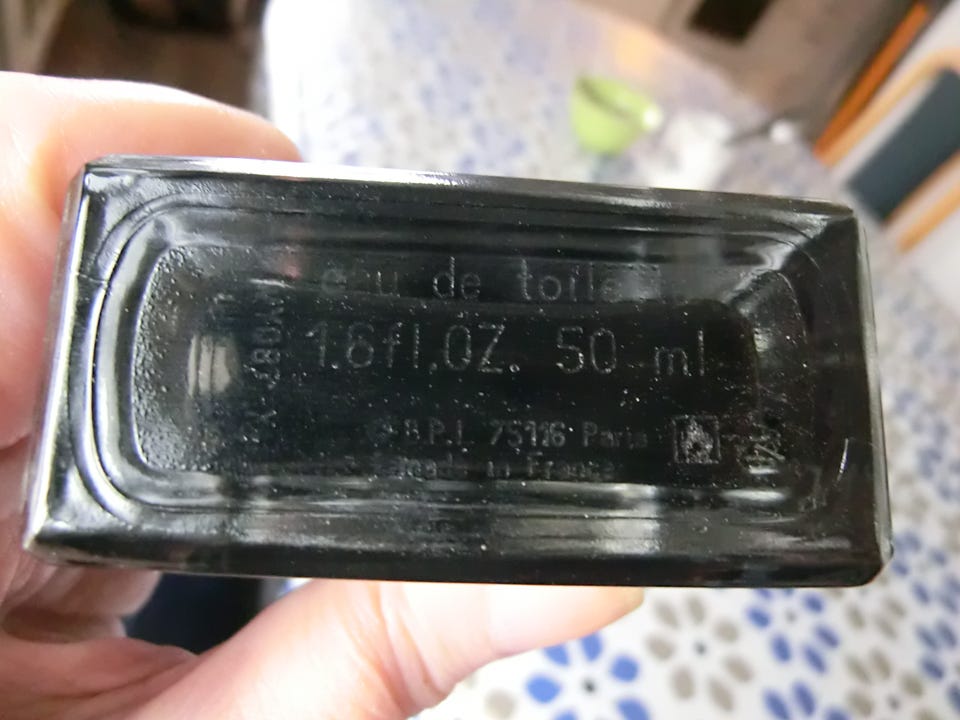 eau de toilette
1.6fl.OZ. 50 ml
B.P.I. 75116 Paris
made in France